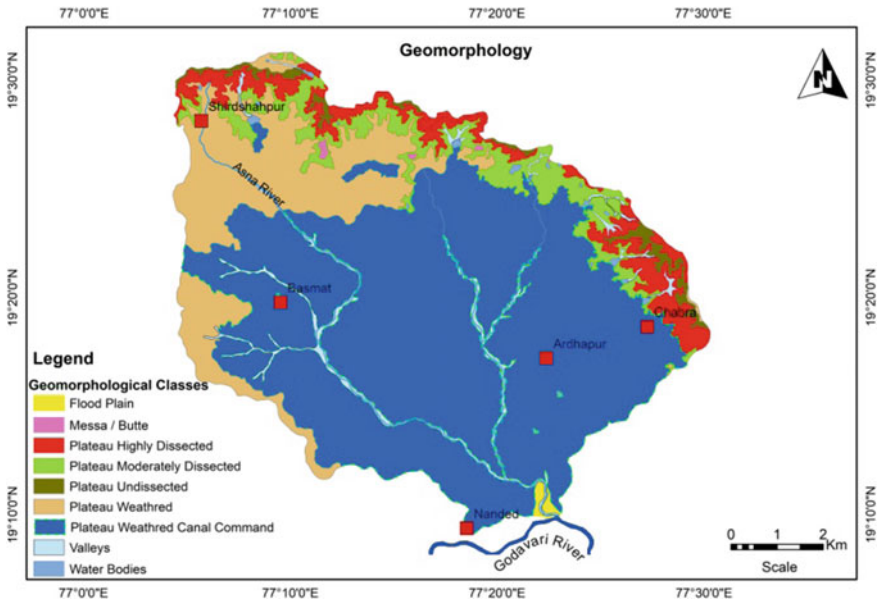 77°0'0"E 77°10'0"E 77°20'0"E 77°30'0"E
Geomorphology
N
19°30'0"N
19°30'0"N
Shirdshahpur
Asna River
19°20'0"N
19°20'0"N
Basmat
Chabra
Ardhapur
Legend
Geomorphological Classes
Flood Plain
Messa / Butte
Plateau Highly Dissected
Plateau Moderately Dissected
Plateau Undissected
Plateau Weathred
Plateau Weathred Canal Command
Valleys
Water Bodies
19°10'0"N
19°10'0"N
Nanded
Godavari River
0 1 2
Km
Scale
77°0'0"E 77°10'0"E 77°20'0"E 77°30'0"E